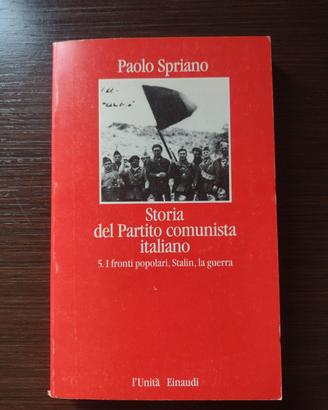 Paolo Spriano
Storia
del Partito comunista
italiano
5. I fronti popolari, Stalin, la guerra
l'Unità Einaudi